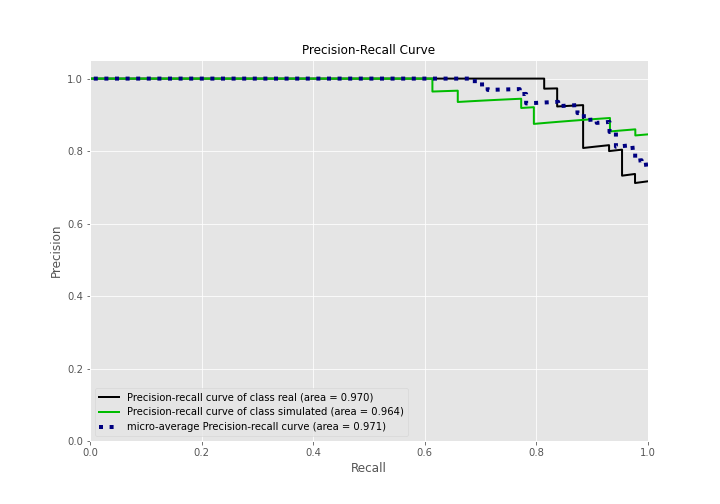 Precision-Recall Curve
1.0
0.8
0.6
0.4
0.2
0.0
Precision
Precision-recall curve of class real (area = 0.970)
Precision-recall curve of class simulated (area = 0.964)
micro-average Precision-recall curve (area = 0.971)
0.0 0.2 0.4 0.6 0.8 1.0
Recall